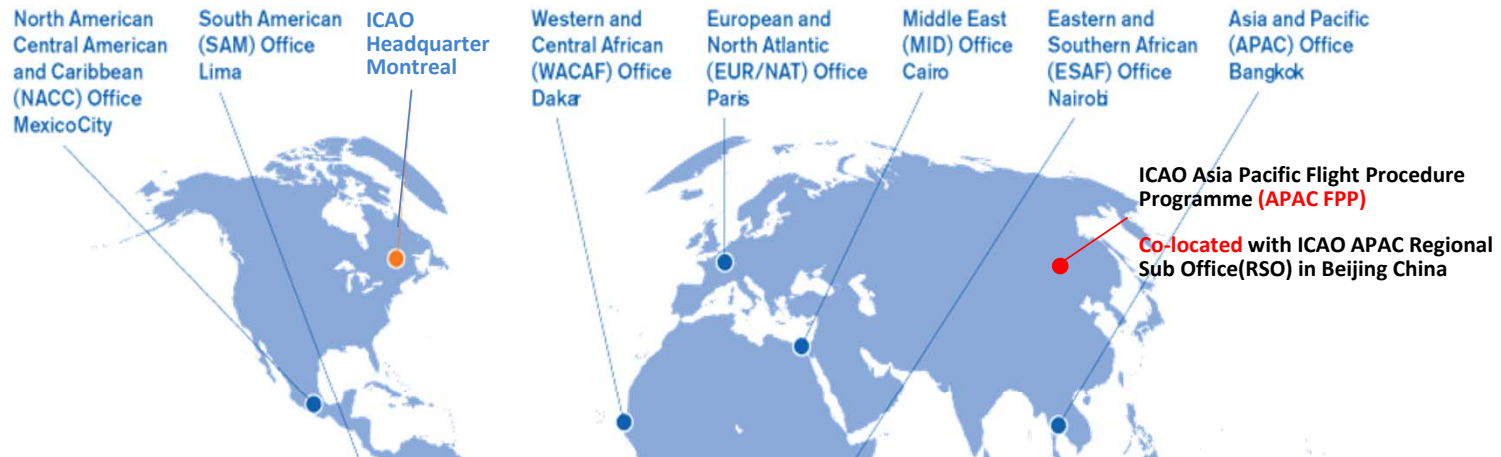 North American
Central American
and Caribbean
(NACC) Office
MexicoCity
South American
(SAM) Office
Lima
ICAO
Headquarter
Montreal
Western and
Central African
(WACAF) Office
Dakar
European and
North Atlantic
(EUR/NAT) Office
Paris
Middle East
(MID) Office
Cairo
Eastern and
Southern African
(ESAF) Office
Nairobi
Asia and Pacific
(APAC) Office
Bangkok
ICAO Asia Pacific Flight Procedure
Programme (APAC FPP)
Co-located with ICAO APAC Regional
Sub Office(RSO) in Beijing China